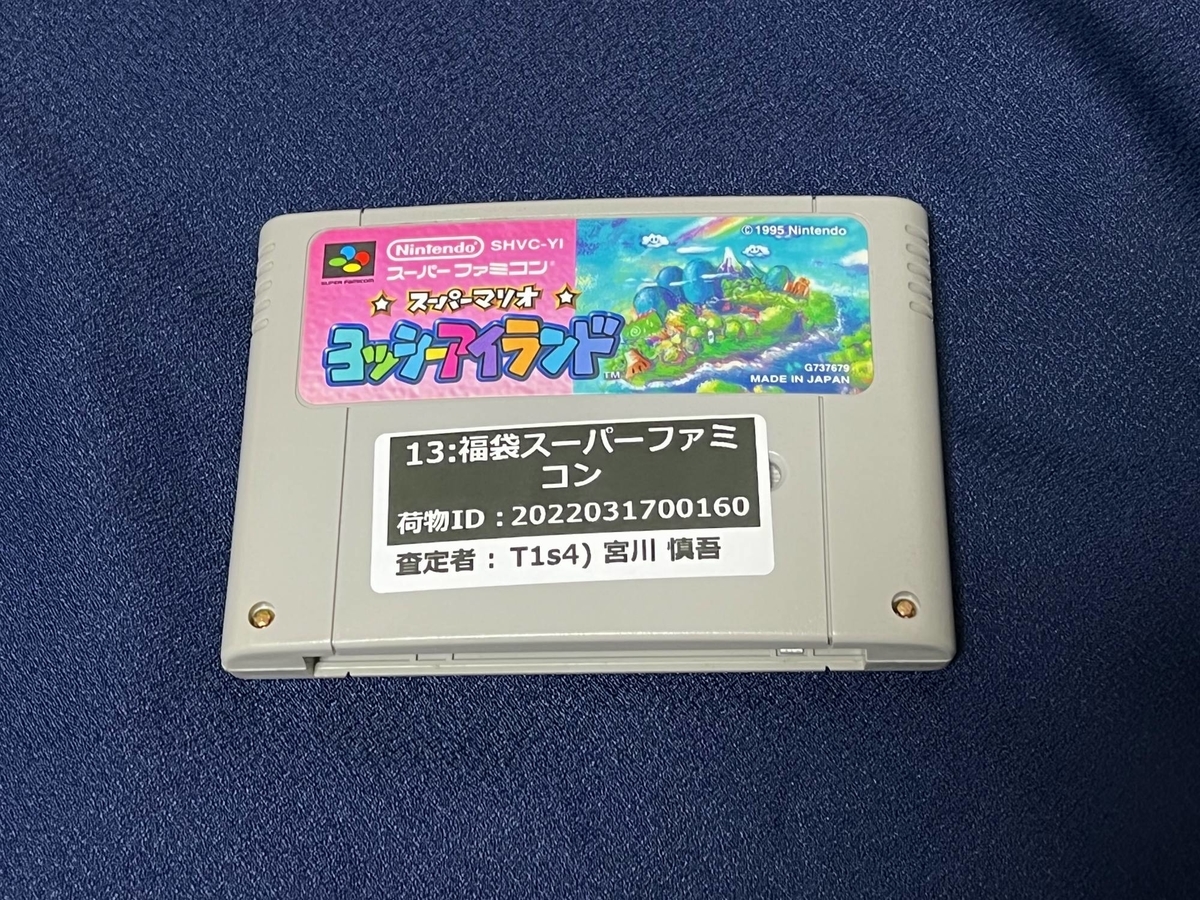 SUPER FAMICOM
Nintendo SHVC-YI
スーパーファミコン
スーパーマリオ
ヨッシーアイランド™
© 1995 Nintendo
G737679
MADE IN JAPAN
13:福袋スーパーファミ
コン
荷物ID：2022031700160
査定者： T1s4) 宮川 慎吾